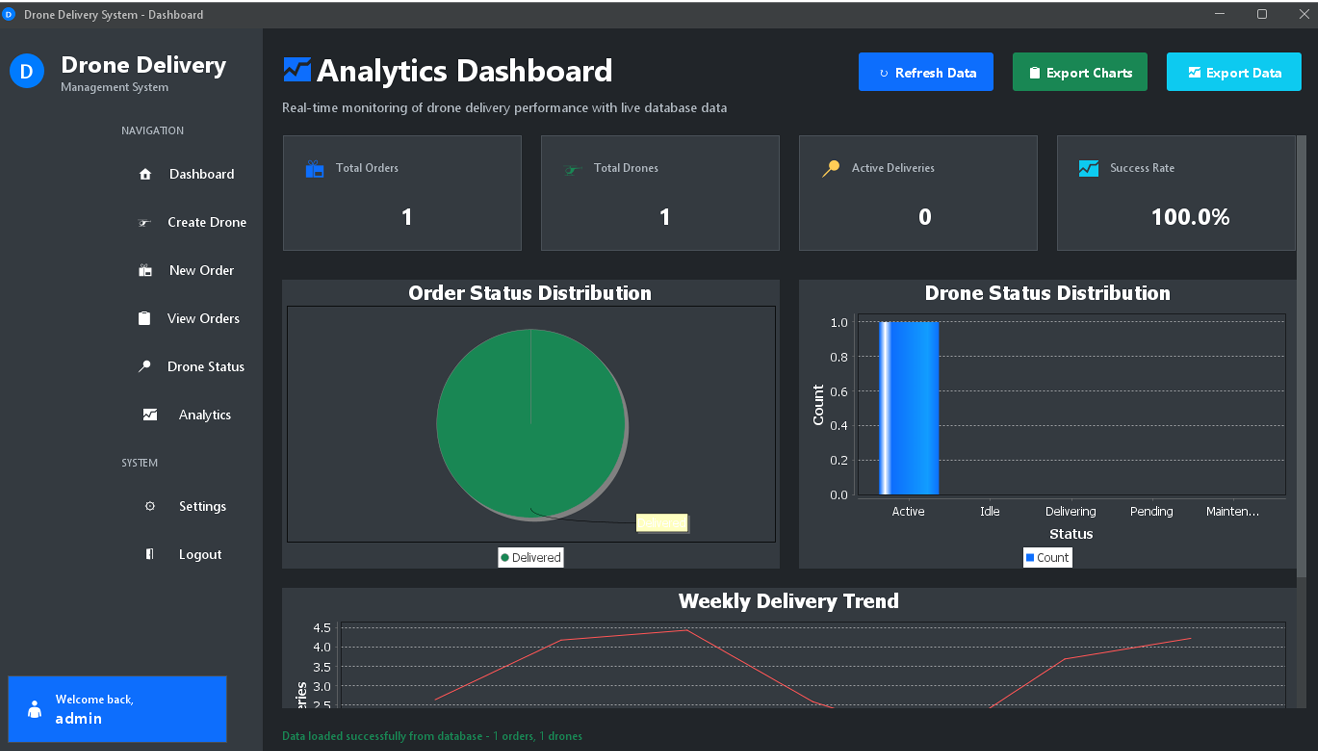 D Drone Delivery System - Dashboard
D
Drone Delivery
Management System
NAVIGATION
Dashboard
Create Drone
New Order
View Orders
Drone Status
Analytics
SYSTEM
Settings
Logout
Welcome back,
admin
Analytics Dashboard
Refresh Data
Export Charts
Export Data
Real-time monitoring of drone delivery performance with live database data
Total Orders
1
Total Drones
1
Active Deliveries
0
Success Rate
100.0%
Order Status Distribution
Delivered
Drone Status Distribution
Count
1.0
0.8
0.6
0.4
0.2
0.0
Active Idle Delivering Pending Mainten...
Status
Count
Weekly Delivery Trend
4.5
4.0
3.5
3.0
2.5
Data loaded successfully from database - 1 orders, 1 drones